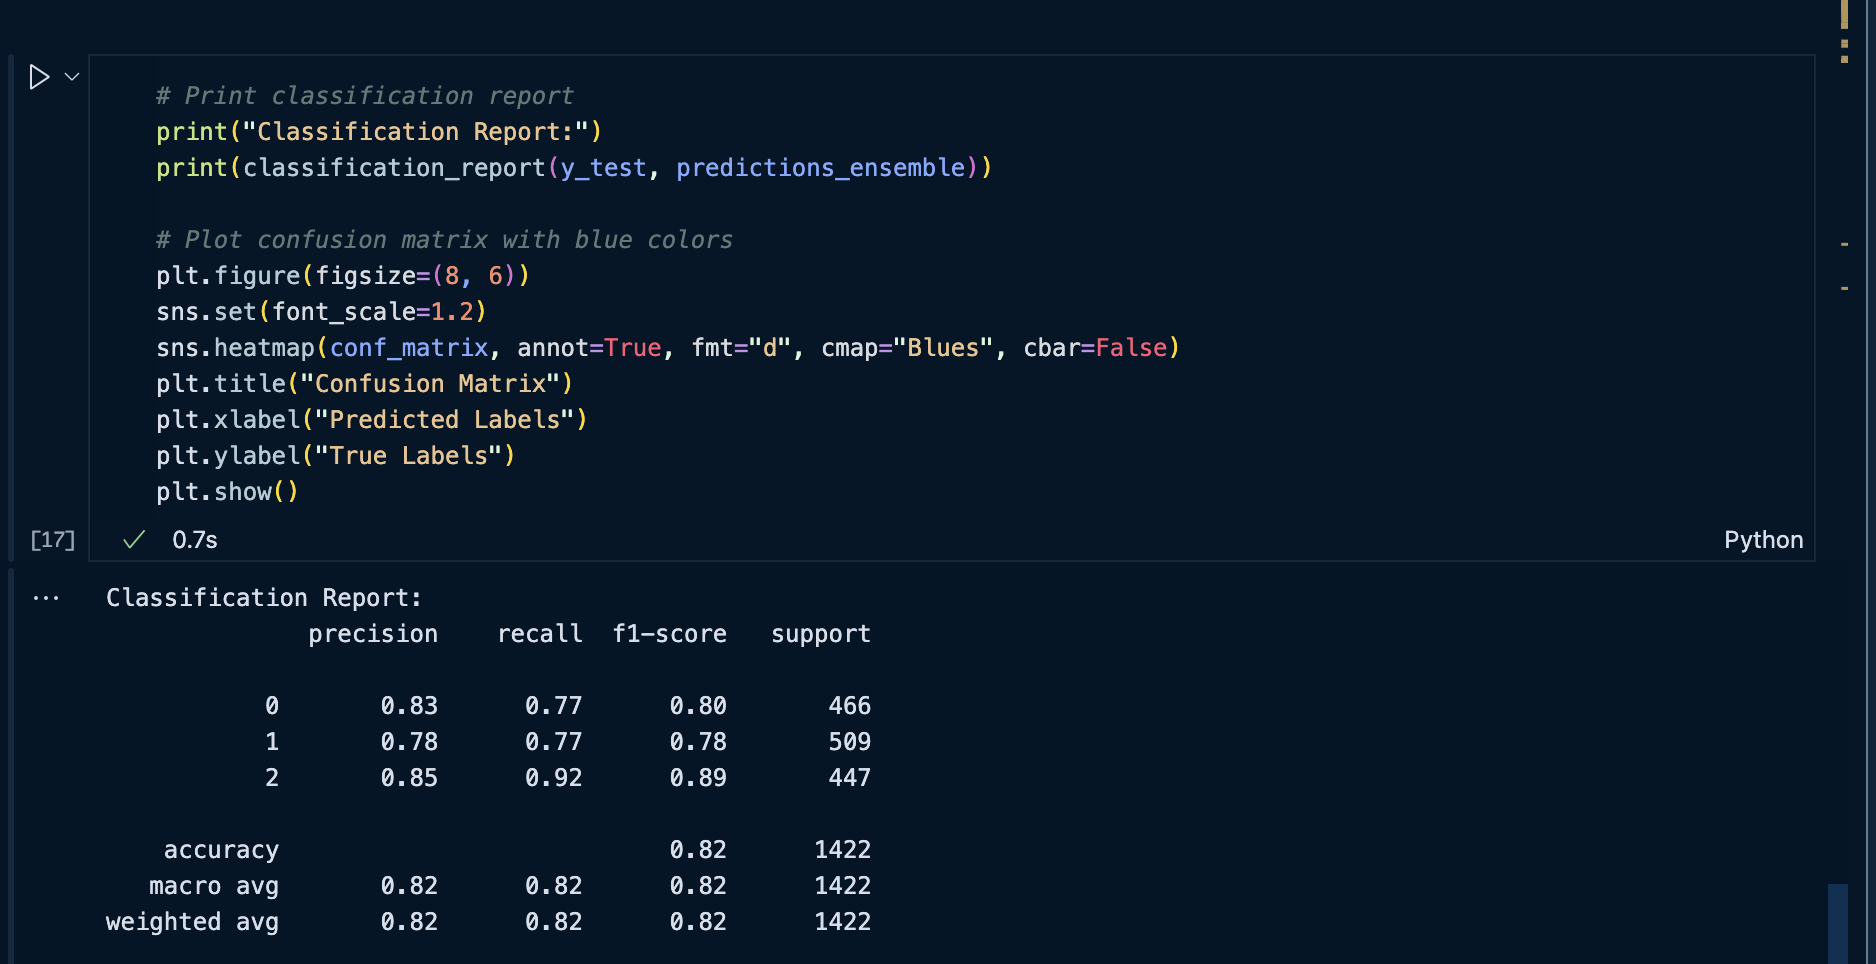 # Print classification report
print("Classification Report:")
print(classification_report(y_test, predictions_ensemble))
# Plot confusion matrix with blue colors
plt.figure(figsize=(8, 6))
sns.set(font_scale=1.2)
sns.heatmap(conf_matrix, annot=True, fmt="d", cmap="Blues", cbar=False)
plt.title("Confusion Matrix")
plt.xlabel("Predicted Labels")
plt.ylabel("True Labels")
plt.show()
[17] ✓ 0.7s Python
... Classification Report:
precision recall f1-score support
0 0.83 0.77 0.80 466
1 0.78 0.77 0.78 509
2 0.85 0.92 0.89 447
accuracy 0.82 1422
macro avg 0.82 0.82 0.82 1422
weighted avg 0.82 0.82 0.82 1422